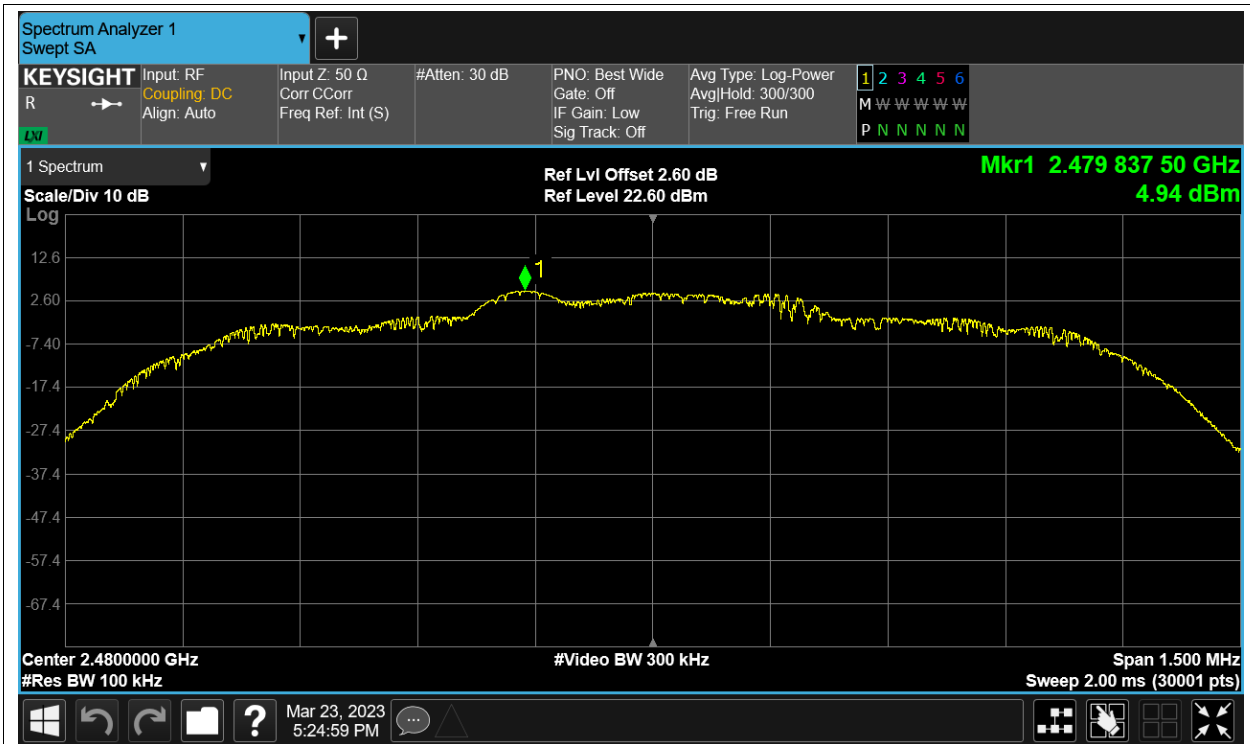 Spectrum Analyzer 1
Swept SA
KEYSIGHT
R
LXI
Input: RF
Coupling: DC
Align: Auto
Input Z: 50 Ω
Corr CCorr
Freq Ref: Int (S)
#Atten: 30 dB
PNO: Best Wide
Gate: Off
IF Gain: Low
Sig Track: Off
Avg Type: Log-Power
Avg|Hold: 300/300
Trig: Free Run
1 2 3 4 5 6
M W W W W W
P N N N N N
1 Spectrum
Scale/Div 10 dB
Ref Lvl Offset 2.60 dB
Ref Level 22.60 dBm
Mkr1 2.479 837 50 GHz
4.94 dBm
Log
12.6
2.60
-7.40
-17.4
-27.4
-37.4
-47.4
-57.4
-67.4
1
Center 2.4800000 GHz
#Res BW 100 kHz
#Video BW 300 kHz
Span 1.500 MHz
Sweep 2.00 ms (30001 pts)
?
Mar 23, 2023
5:24:59 PM